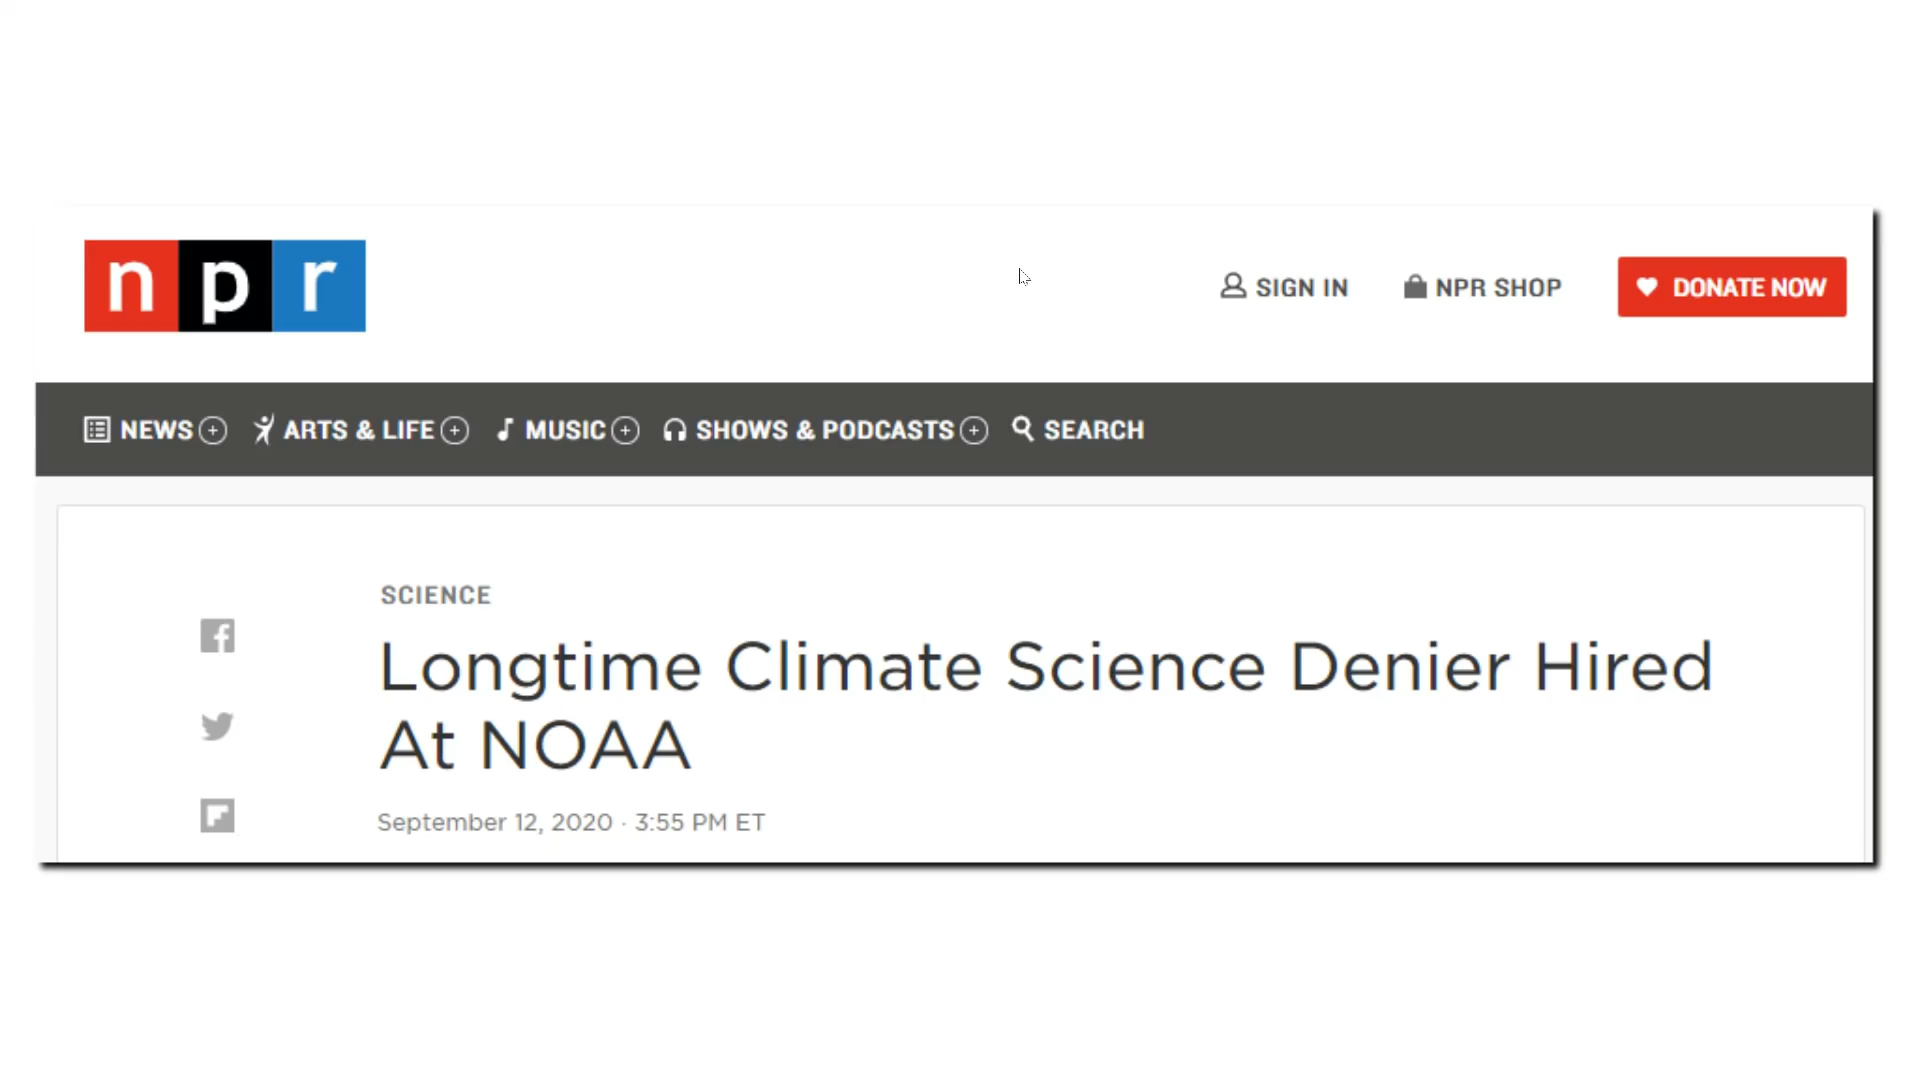 npr
SIGN IN
NPR SHOP
DONATE NOW
NEWS
ARTS & LIFE
MUSIC
SHOWS & PODCASTS
SEARCH
SCIENCE
Longtime Climate Science Denier Hired
At NOAA
September 12, 2020 · 3:55 PM ET